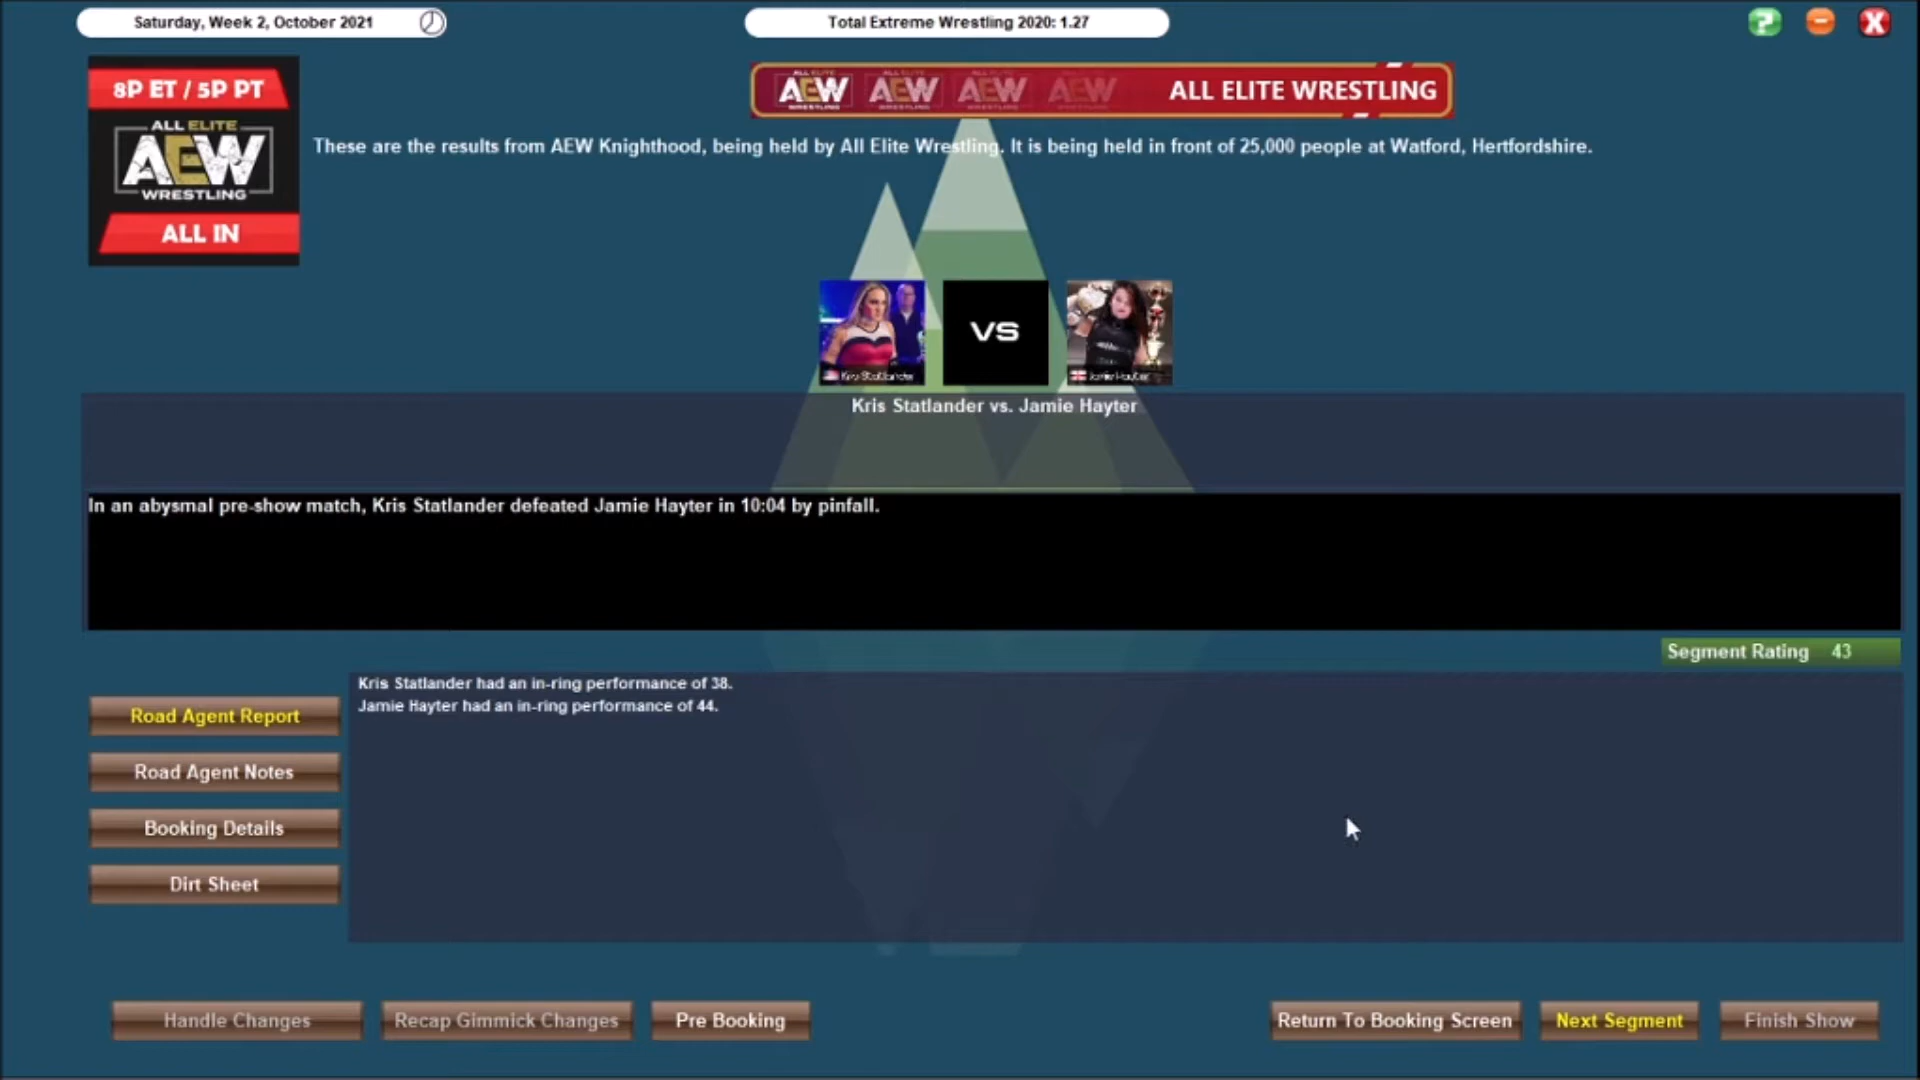 Saturday, Week 2, October 2021
Total Extreme Wrestling 2020: 1.27
?
8P ET / 5P PT
ALL ELITE
AEW
WRESTLING
ALL IN
AEW AEW AEW AEW
ALL ELITE WRESTLING
These are the results from AEW Knighthood, being held by All Elite Wrestling. It is being held in front of 25,000 people at Watford, Hertfordshire.
Kris Statlander
VS
Jamie Hayter
Kris Statlander vs. Jamie Hayter
In an abysmal pre-show match, Kris Statlander defeated Jamie Hayter in 10:04 by pinfall.
Segment Rating 43
Kris Statlander had an in-ring performance of 38.
Jamie Hayter had an in-ring performance of 44.
Road Agent Report
Road Agent Notes
Booking Details
Dirt Sheet
Handle Changes
Recap Gimmick Changes
Pre Booking
Return To Booking Screen
Next Segment
Finish Show